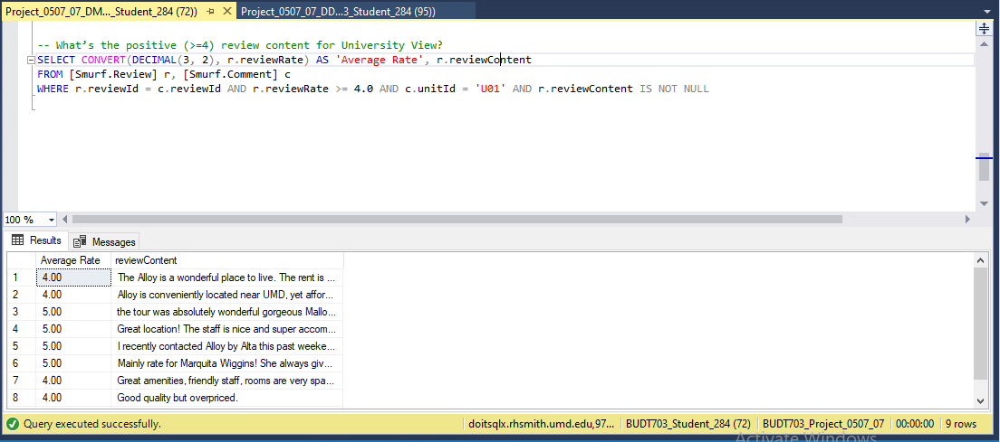 Project_0507_07_DM..._Student_284 (72)) Project_0507_07_DD...3_Student_284 (95))
-- What's the positive (>=4) review content for University View?
SELECT CONVERT(DECIMAL(3, 2), r.reviewRate) AS 'Average Rate', r.reviewContent
FROM [Smurf.Review] r, [Smurf.Comment] c
WHERE r.reviewId = c.reviewId AND r.reviewRate >= 4.0 AND c.unitId = 'U01' AND r.reviewContent IS NOT NULL
100 %
Results Messages
Average Rate reviewContent
1 4.00 The Alloy is a wonderful place to live. The rent is ...
2 4.00 Alloy is conveniently located near UMD, yet affor...
3 5.00 the tour was absolutely wonderful gorgeous Mallo...
4 5.00 Great location! The staff is nice and super accom...
5 5.00 I recently contacted Alloy by Alta this past weeke...
6 5.00 Mainly rate for Marquita Wiggins! She always giv...
7 4.00 Great amenities, friendly staff, rooms are very spa...
8 4.00 Good quality but overpriced.
Query executed successfully. doitsqlx.rhsmith.umd.edu,97... BUDT703_Student_284 (72) BUDT703_Project_0507_07 00:00:00 9 rows
Activate Windows